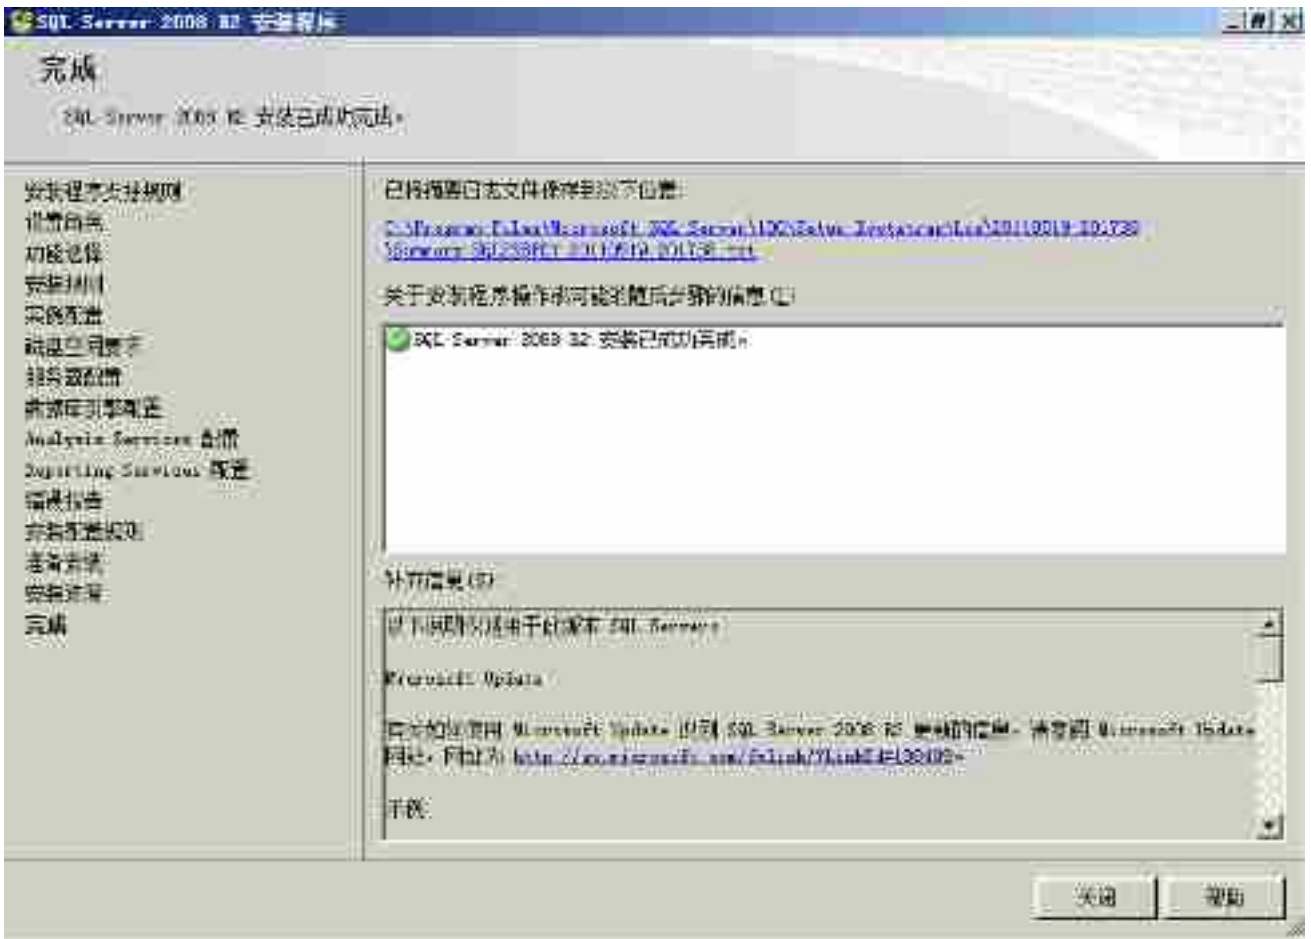 SQL Server 2008 R2 安装程序
完成
SQL Server 2008 R2 安装已成功完成。
安装程序支持规则
设置角色
功能选择
安装规则
实例配置
磁盘空间要求
服务器配置
数据库引擎配置
Analysis Services 配置
Reporting Services 配置
错误报告
安装配置规则
准备安装
安装进度
完成
已将摘要日志文件保存到以下位置:
C:\Program Files\Microsoft SQL Server\100\Setup Bootstrap\Log\20110919_201738
关于安装程序操作或可能的随后步骤的信息(I)
SQL Server 2008 R2 安装已成功完成。
补充信息(S)
以下说明仅适用于此版本 SQL Server:
Microsoft Update
有关如何使用 Microsoft Update 识别 SQL Server 2008 R2 更新的信息,请参阅 Microsoft Update
网站,网址为
示例:
关闭
帮助